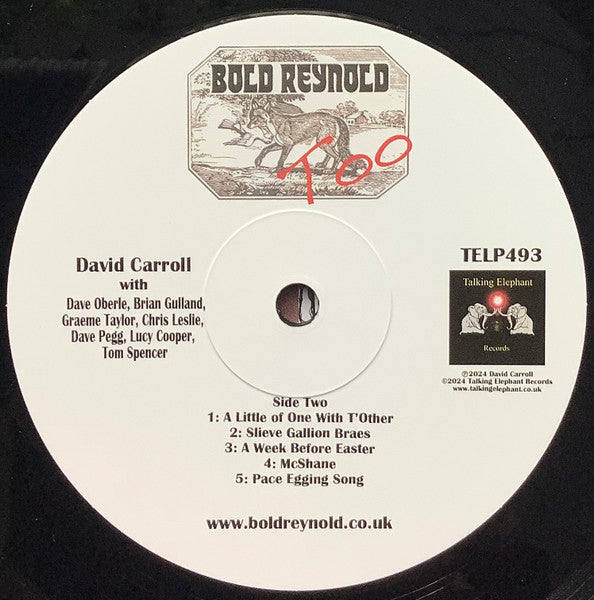 BOLD REYNOLD
Too
David Carroll
with
Dave Oberle, Brian Gulland,
Graeme Taylor, Chris Leslie,
Dave Pegg, Lucy Cooper,
Tom Spencer
TELP493
Talking Elephant
Records
℗2024 David Carroll
©2024 Talking Elephant Records
www.talkingelephant.co.uk
Side Two
1: A Little of One With T'Other
2: Slieve Gallion Braes
3: A Week Before Easter
4: McShane
5: Pace Egging Song
www.boldreynold.co.uk